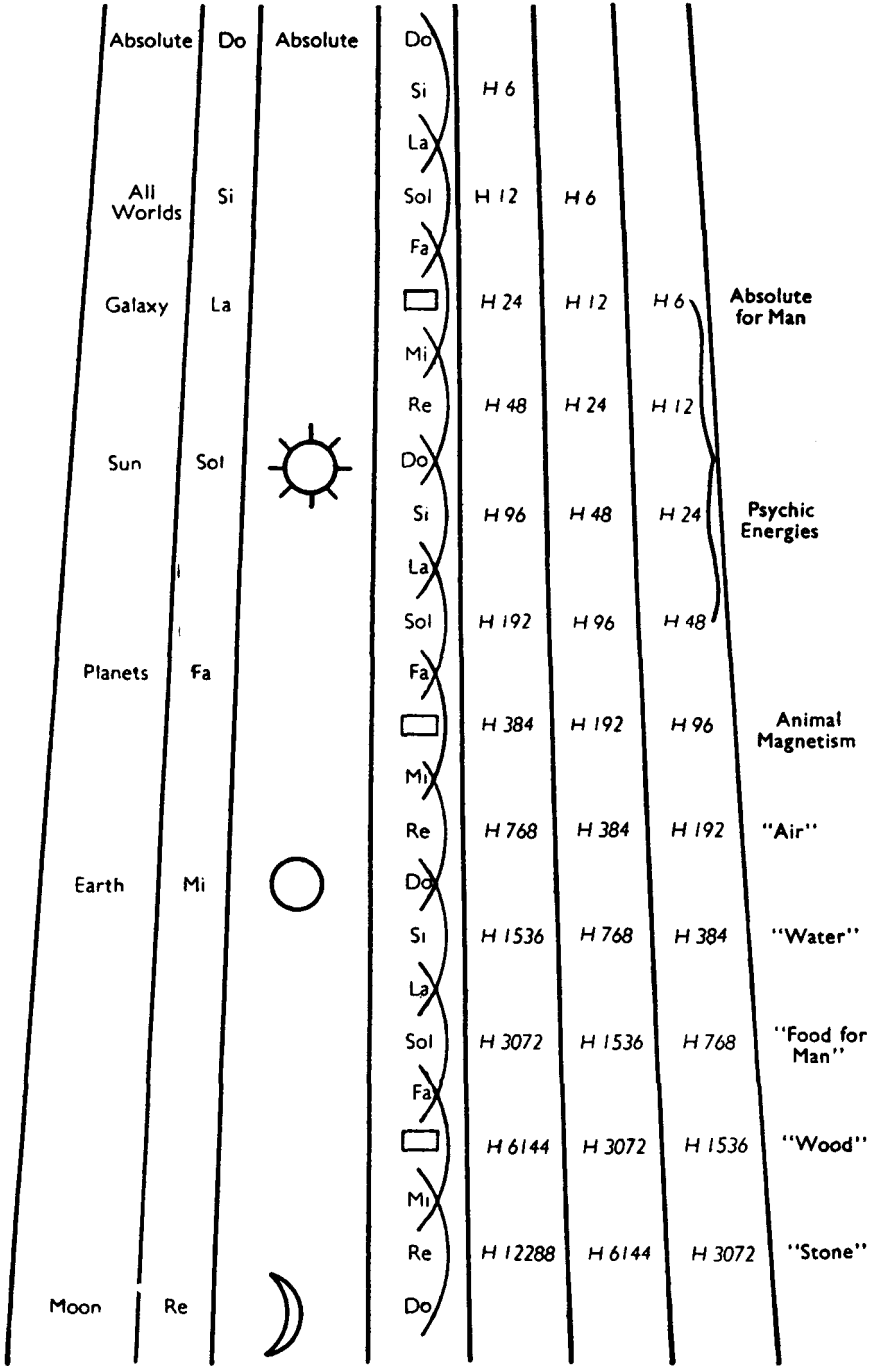 Absolute Do Absolute Do
Si H 6
La
All
Worlds Si Sol H 12 H 6
Fa
Galaxy La H 24 H 12 H 6 Absolute
for Man
Mi
Re H 48 H 24 H 12
Sun Sol Do
Si H 96 H 48 H 24 Psychic
Energies
La
Sol H 192 H 96 H 48
Planets Fa Fa
H 384 H 192 H 96 Animal
Magnetism
Mi
Re H 768 H 384 H 192 "Air"
Earth Mi Do
Si H 1536 H 768 H 384 "Water"
La
Sol H 3072 H 1536 H 768 "Food for
Man"
Fa
H 6144 H 3072 H 1536 "Wood"
Mi
Re H 12288 H 6144 H 3072 "Stone"
Moon Re Do